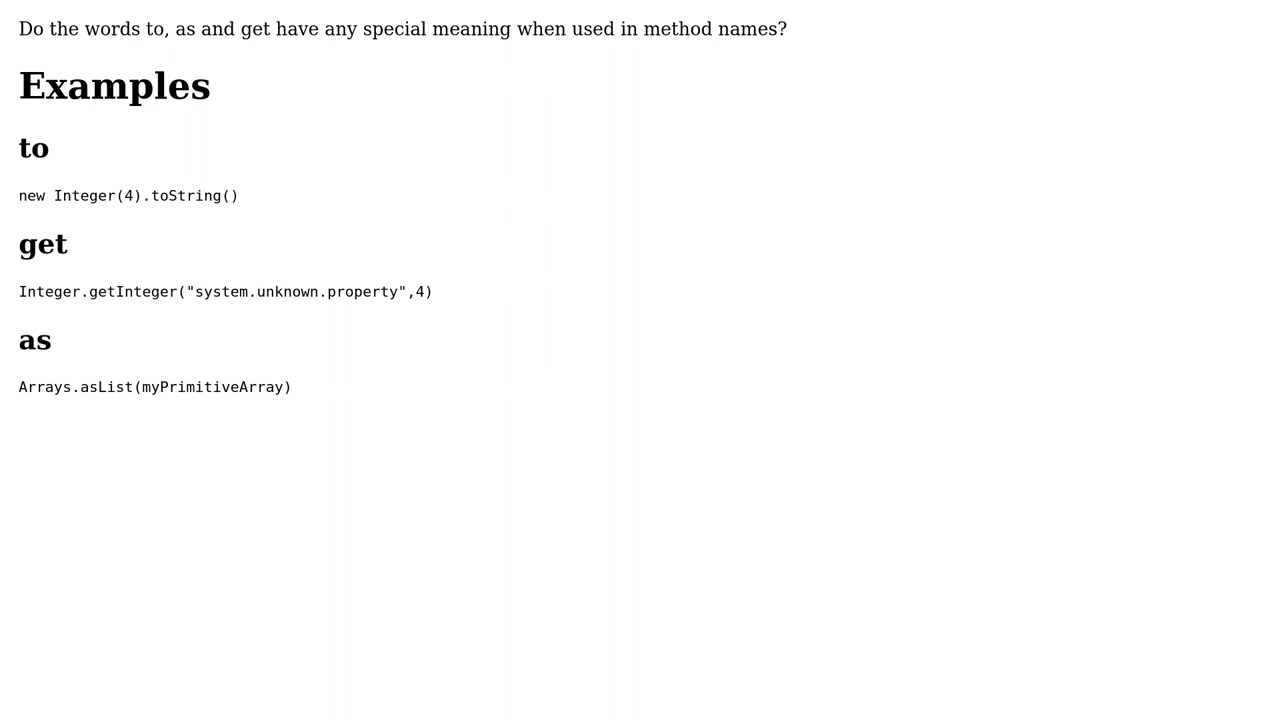 Do the words to, as and get have any special meaning when used in method names?
Examples
to
new Integer(4).toString()
get
Integer.getInteger("system.unknown.property",4)
as
Arrays.asList(myPrimitiveArray)